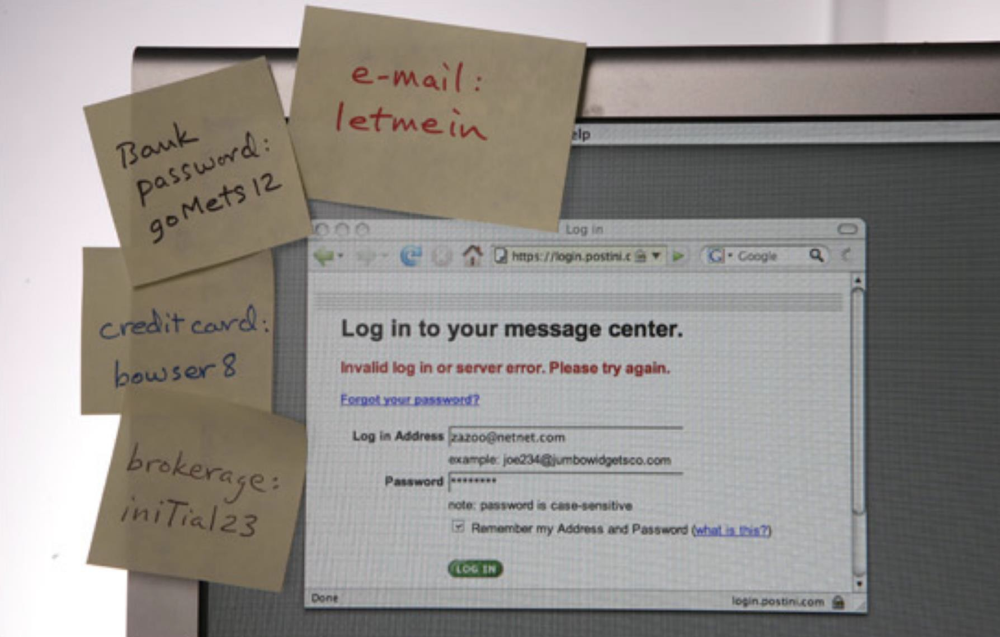 e-mail:
letmein
Bank
password:
goMets12
credit card:
bowser8
brokerage:
iniTial23
elp
Log in
https://login.postini.c
Google
Log in to your message center.
Invalid log in or server error. Please try again.
Forgot your password?
Log in Address zazoo@netnet.com
example: joe234@jumbowidgetsco.com
Password ********
note: password is case-sensitive
Remember my Address and Password (what is this?)
LOG IN
Done
login.postini.com